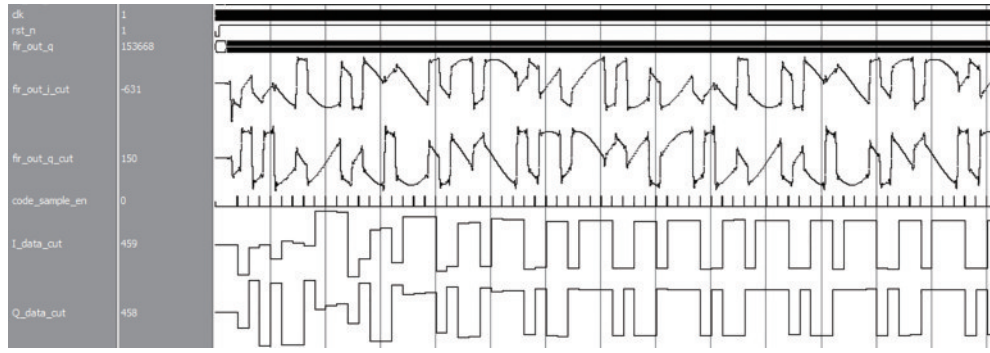 clk 1
rst_n 1
fir_out_q 153668
fir_out_i_cut -631
fir_out_q_cut 150
code_sample_en 0
I_data_cut 459
Q_data_cut 458